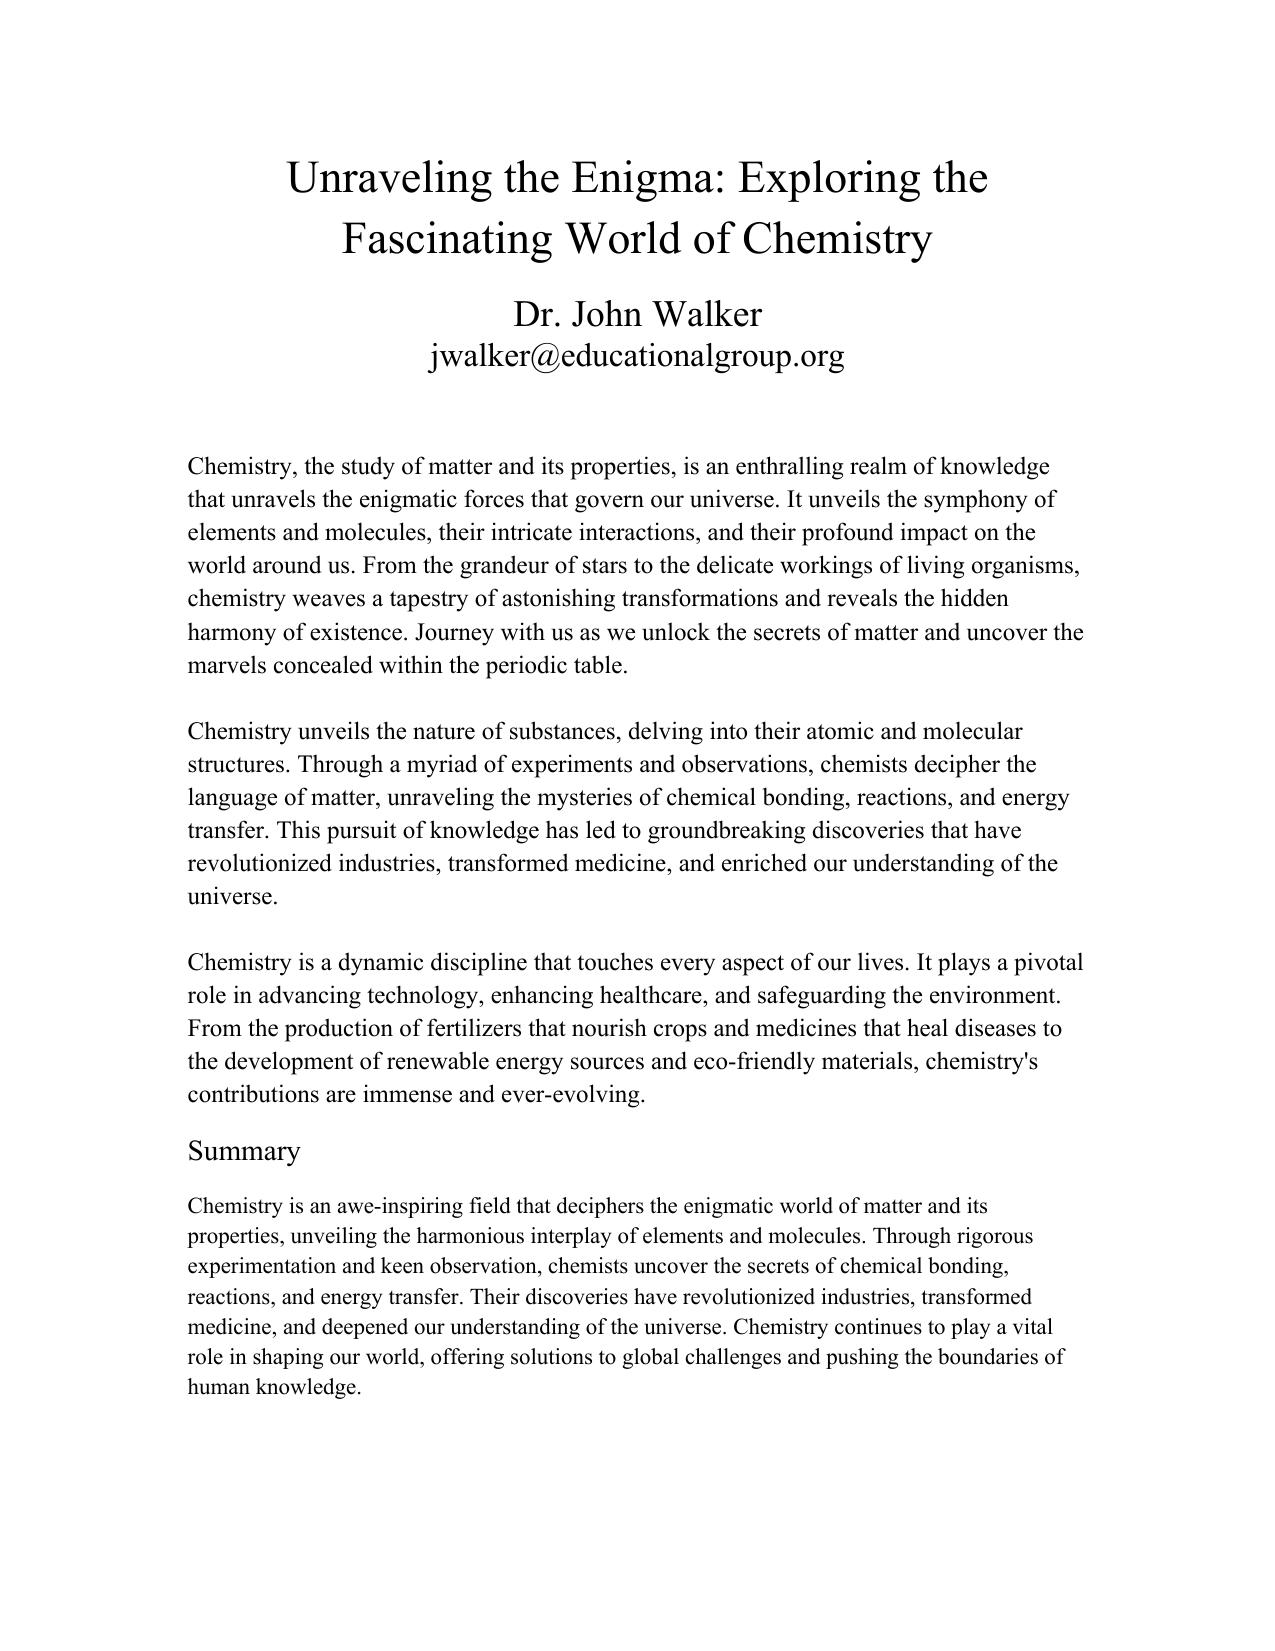 Unraveling the Enigma: Exploring the
Fascinating World of Chemistry
Dr. John Walker
jwalker@educationalgroup.org
Chemistry, the study of matter and its properties, is an enthralling realm of knowledge
that unravels the enigmatic forces that govern our universe. It unveils the symphony of
elements and molecules, their intricate interactions, and their profound impact on the
world around us. From the grandeur of stars to the delicate workings of living organisms,
chemistry weaves a tapestry of astonishing transformations and reveals the hidden
harmony of existence. Journey with us as we unlock the secrets of matter and uncover the
marvels concealed within the periodic table.
Chemistry unveils the nature of substances, delving into their atomic and molecular
structures. Through a myriad of experiments and observations, chemists decipher the
language of matter, unraveling the mysteries of chemical bonding, reactions, and energy
transfer. This pursuit of knowledge has led to groundbreaking discoveries that have
revolutionized industries, transformed medicine, and enriched our understanding of the
universe.
Chemistry is a dynamic discipline that touches every aspect of our lives. It plays a pivotal
role in advancing technology, enhancing healthcare, and safeguarding the environment.
From the production of fertilizers that nourish crops and medicines that heal diseases to
the development of renewable energy sources and eco-friendly materials, chemistry's
contributions are immense and ever-evolving.
Summary
Chemistry is an awe-inspiring field that deciphers the enigmatic world of matter and its
properties, unveiling the harmonious interplay of elements and molecules. Through rigorous
experimentation and keen observation, chemists uncover the secrets of chemical bonding,
reactions, and energy transfer. Their discoveries have revolutionized industries, transformed
medicine, and deepened our understanding of the universe. Chemistry continues to play a vital
role in shaping our world, offering solutions to global challenges and pushing the boundaries of
human knowledge.